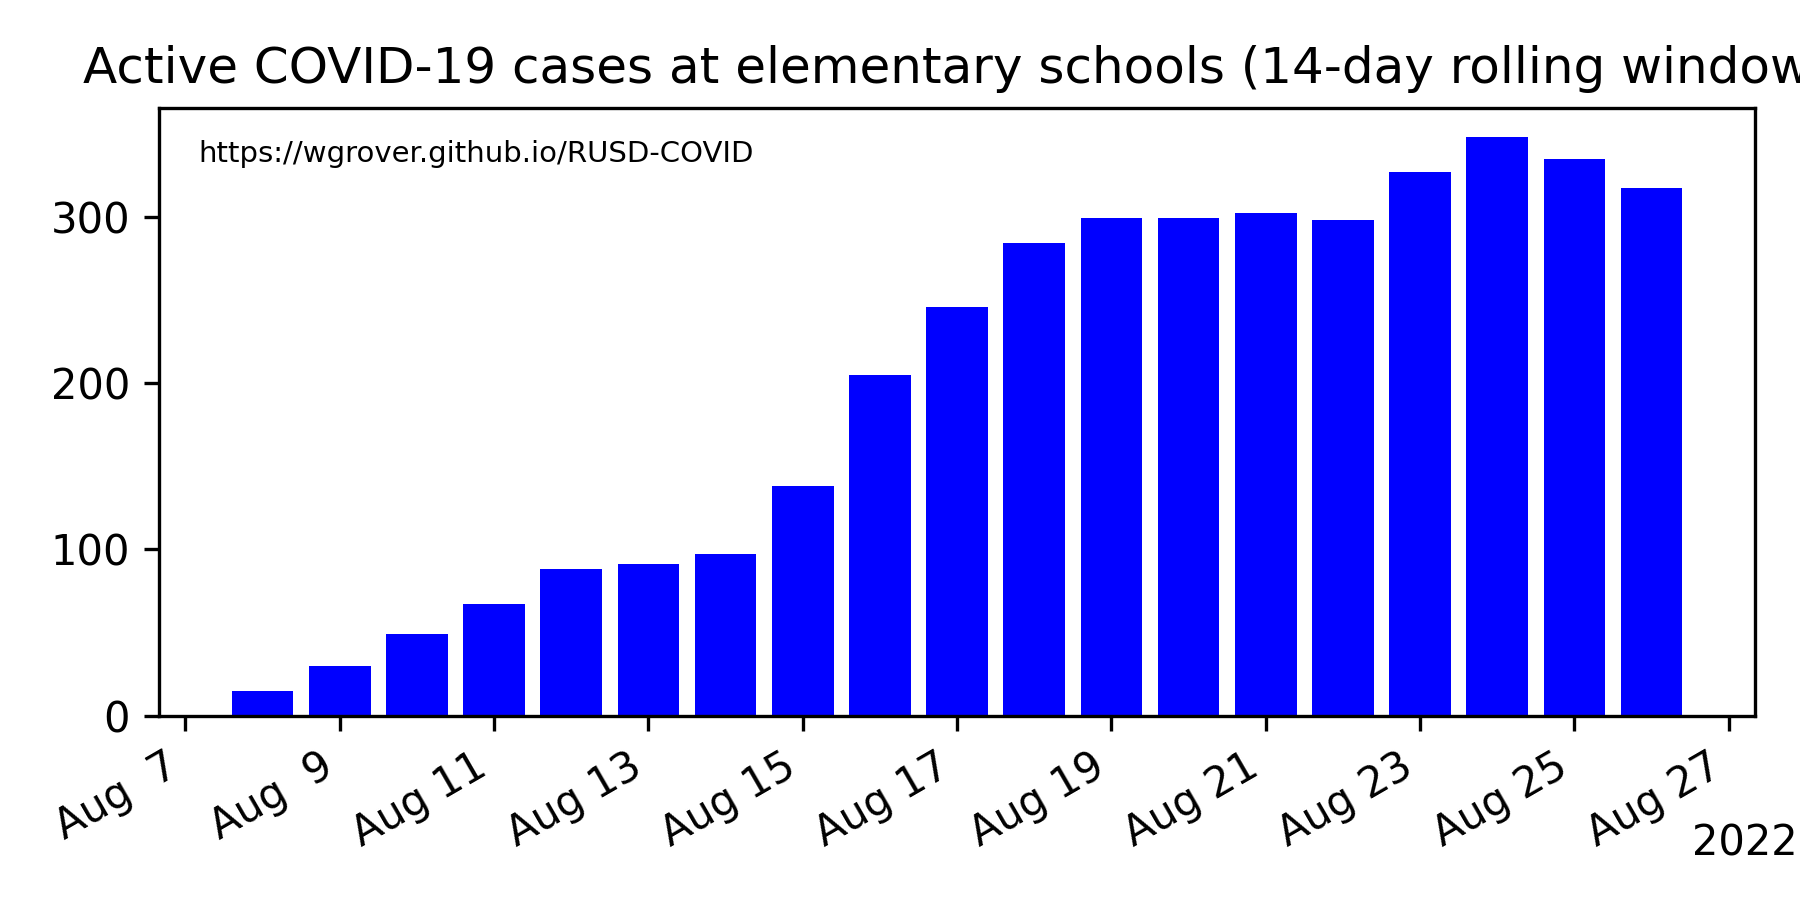 Active COVID-19 cases at elementary schools (14-day rolling window
https://wgrover.github.io/RUSD-COVID
300
200
100
0
Aug 7
Aug 9
Aug 11
Aug 13
Aug 15
Aug 17
Aug 19
Aug 21
Aug 23
Aug 25
Aug 27
2022